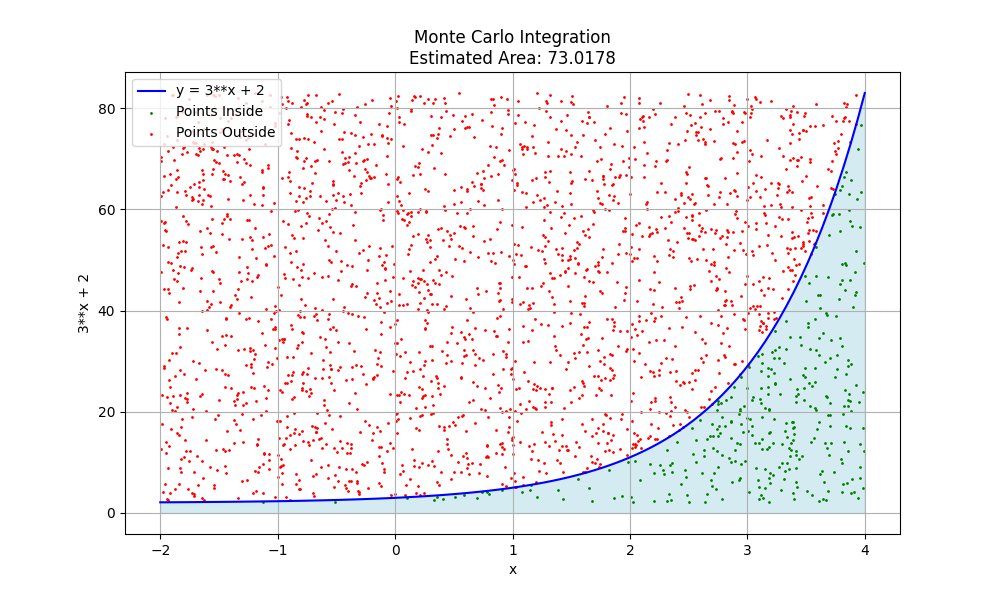 Monte Carlo Integration
Estimated Area: 73.0178
y = 3**x + 2
Points Inside
Points Outside
80
60
40
20
0
3**x + 2
−2 −1 0 1 2 3 4
x